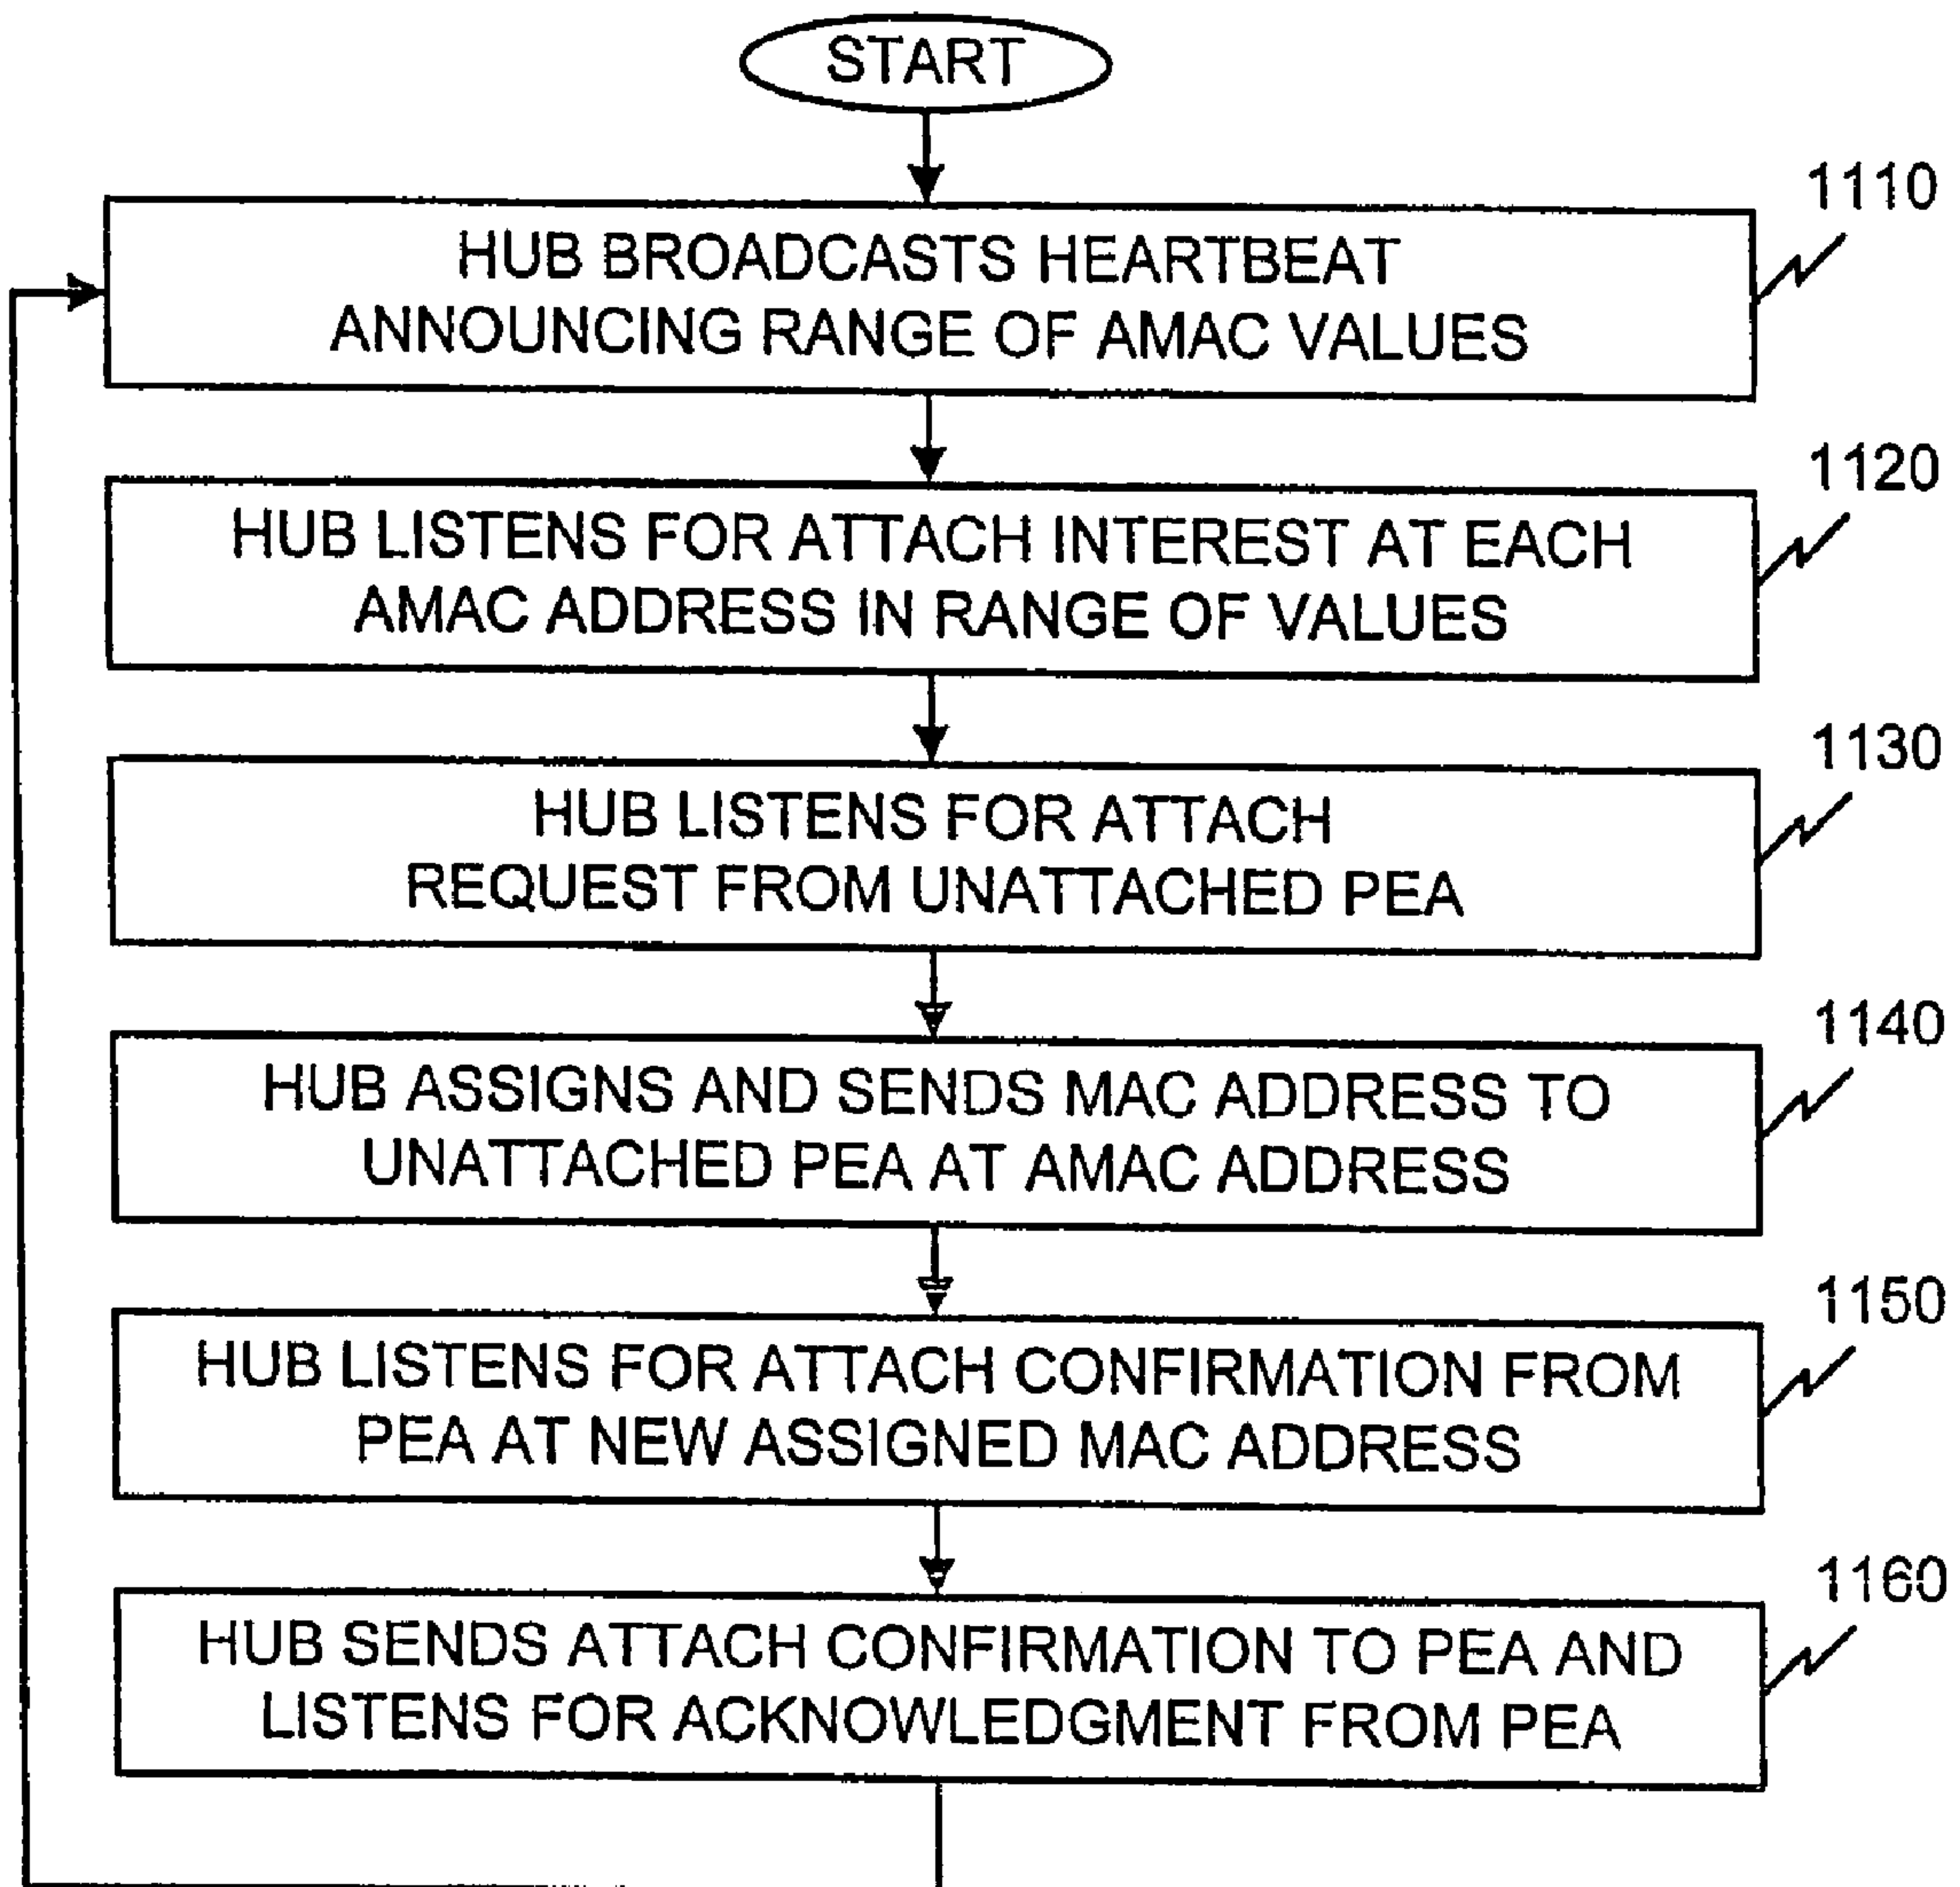 START
1110
HUB BROADCASTS HEARTBEAT
ANNOUNCING RANGE OF AMAC VALUES
1120
HUB LISTENS FOR ATTACH INTEREST AT EACH
AMAC ADDRESS IN RANGE OF VALUES
1130
HUB LISTENS FOR ATTACH
REQUEST FROM UNATTACHED PEA
1140
HUB ASSIGNS AND SENDS MAC ADDRESS TO
UNATTACHED PEA AT AMAC ADDRESS
1150
HUB LISTENS FOR ATTACH CONFIRMATION FROM
PEA AT NEW ASSIGNED MAC ADDRESS
1160
HUB SENDS ATTACH CONFIRMATION TO PEA AND
LISTENS FOR ACKNOWLEDGMENT FROM PEA